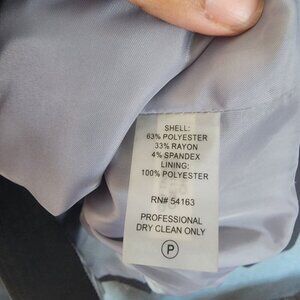 SHELL:
63% POLYESTER
33% RAYON
4% SPANDEX
LINING:
100% POLYESTER
RN# 54163
PROFESSIONAL
DRY CLEAN ONLY
P